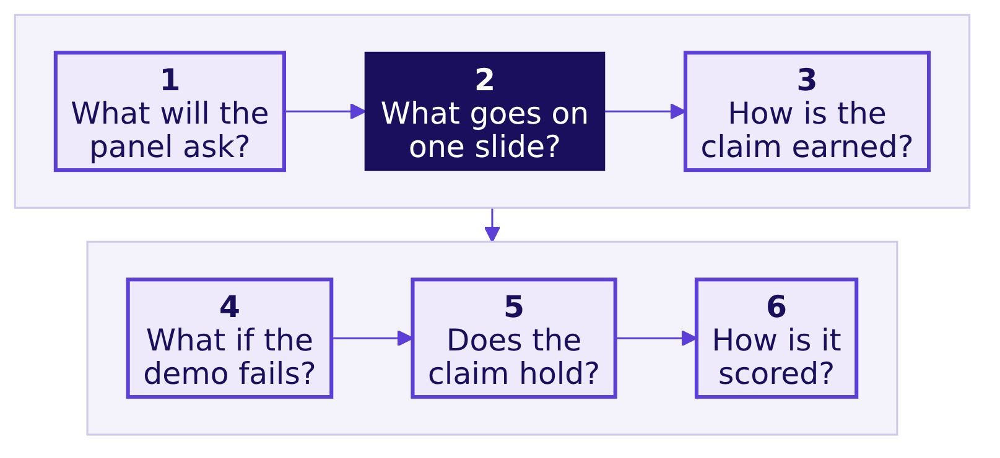 1
What will the
panel ask?
2
What goes on
one slide?
3
How is the
claim earned?
4
What if the
demo fails?
5
Does the
claim hold?
6
How is it
scored?